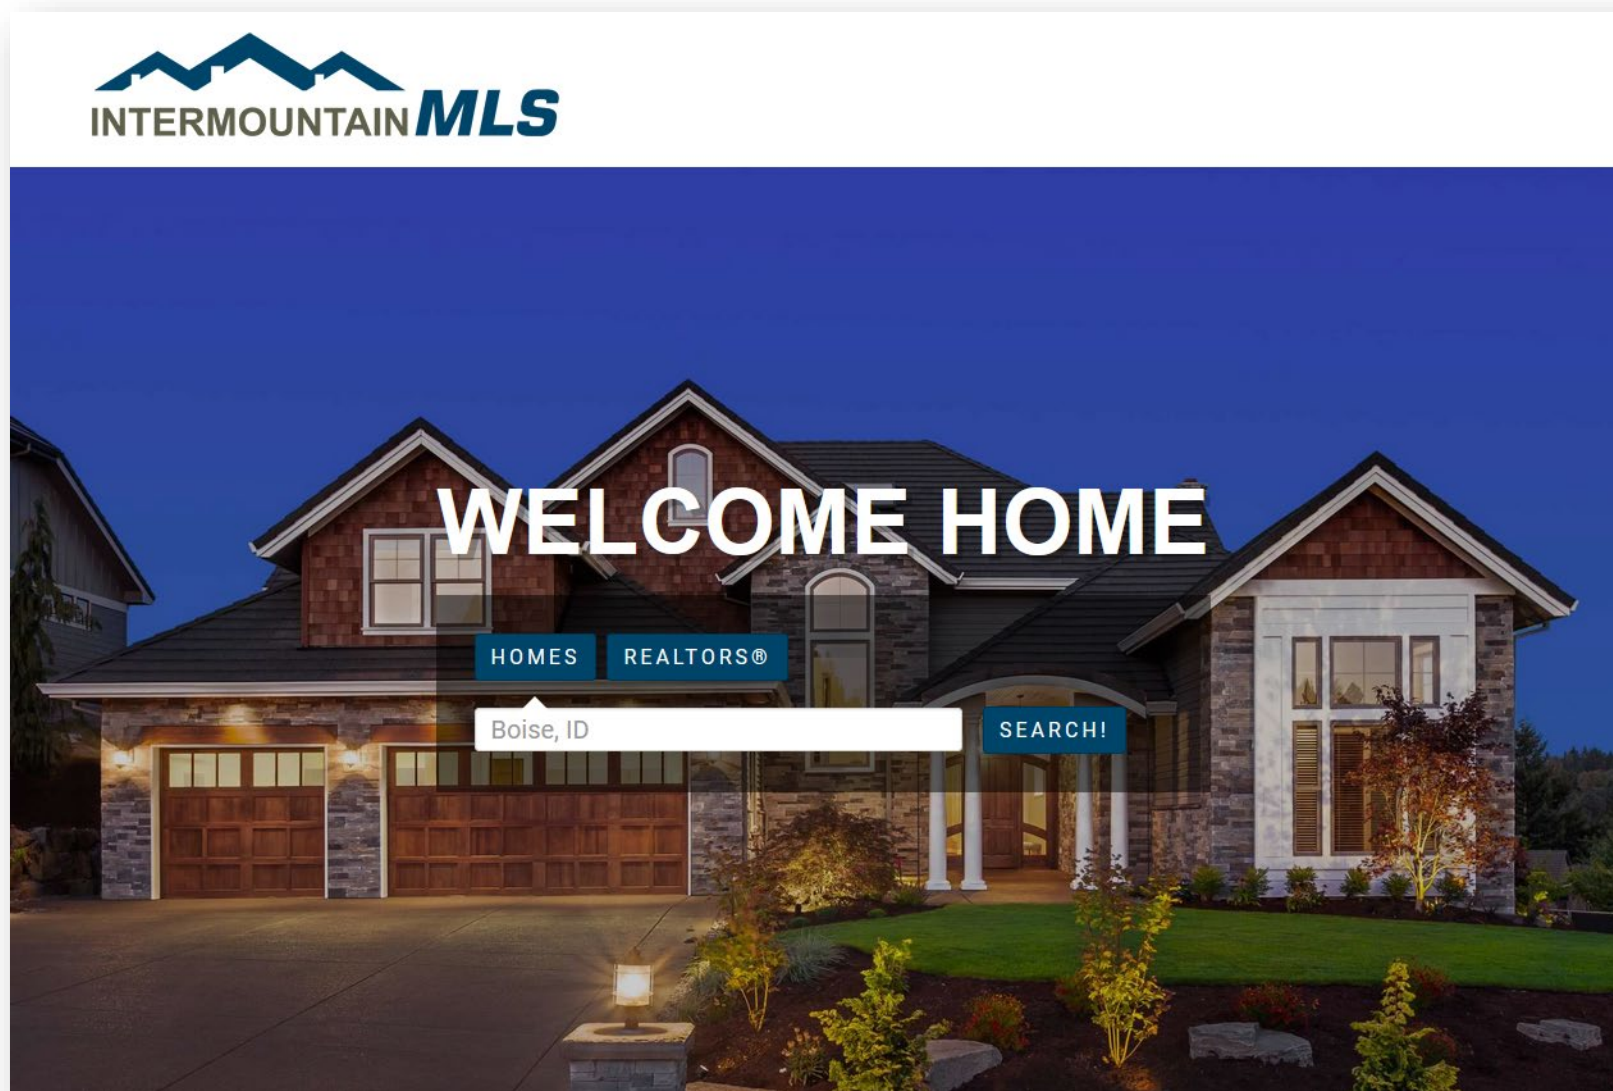 INTERMOUNTAIN MLS
WELCOME HOME
HOMES REALTORS®
Boise, ID SEARCH!